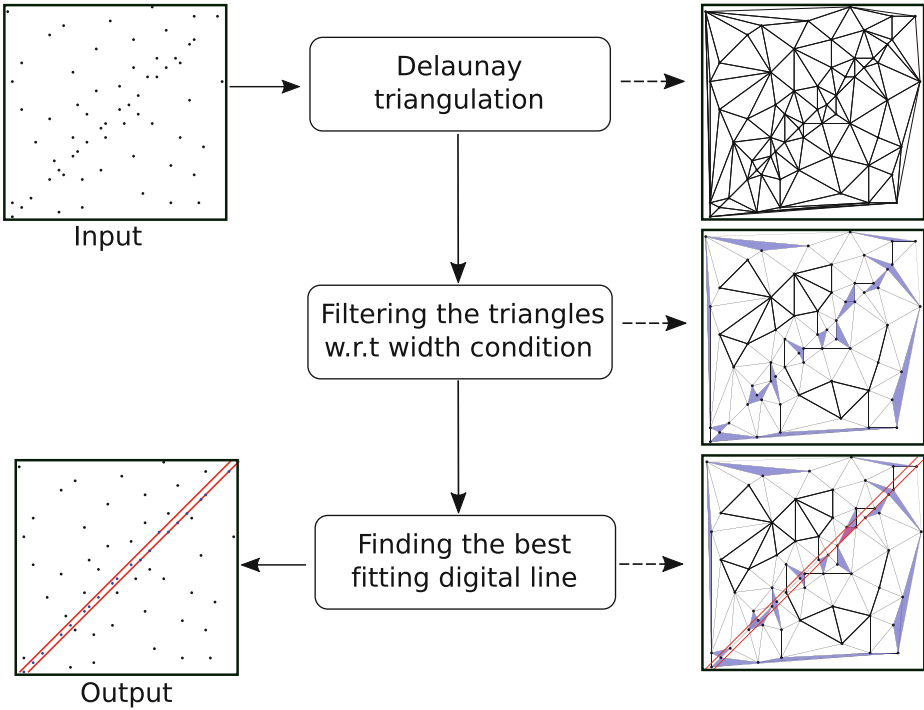 Input
Delaunay
triangulation
Filtering the triangles
w.r.t width condition
Finding the best
fitting digital line
Output